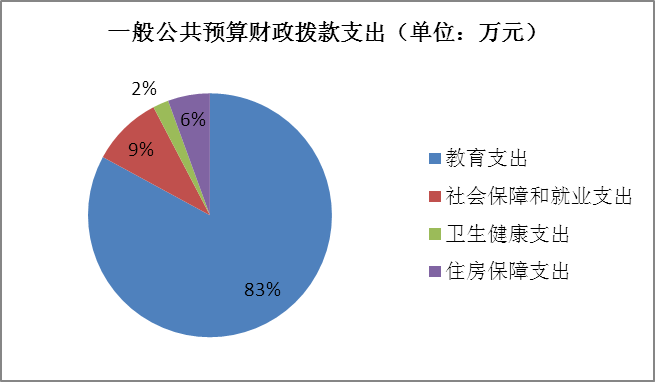 一般公共预算财政拨款支出（单位：万元）
2%
6%
9%
教育支出
社会保障和就业支出
卫生健康支出
住房保障支出
83%